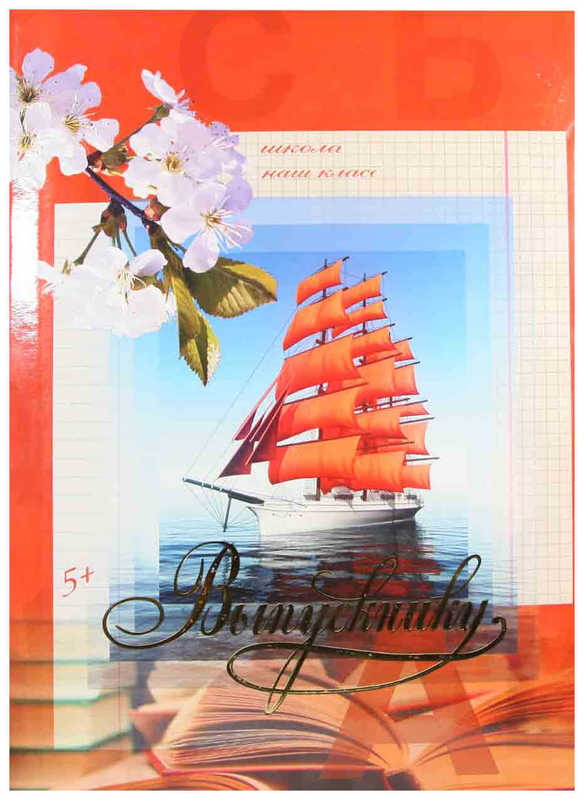 С Ь
школа
наш класс
5+
Выпускнику
А